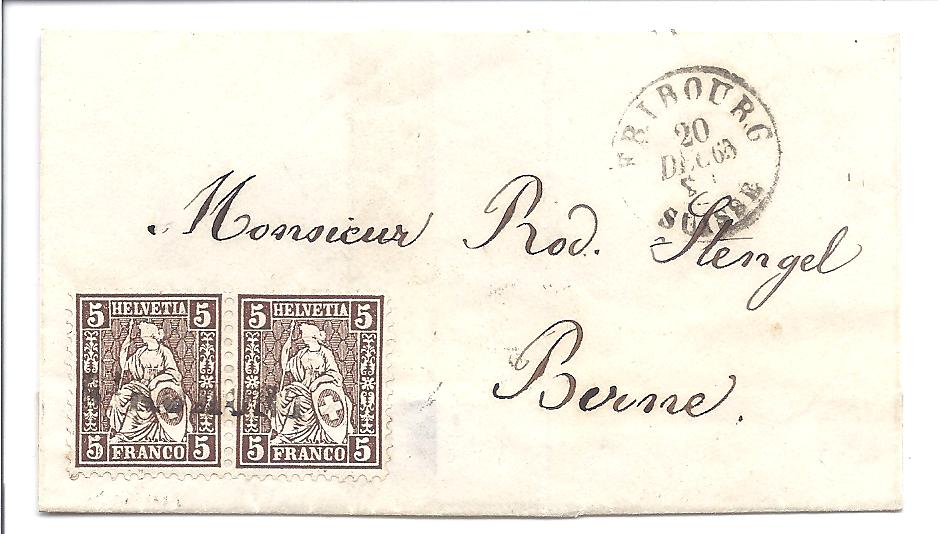 FRIBOURG
20
DEC 63
SUISSE
Monsieur Rod. Stengel
Berne.
5 HELVETIA 5 5 HELVETIA 5
5 FRANCO 5 5 FRANCO 5